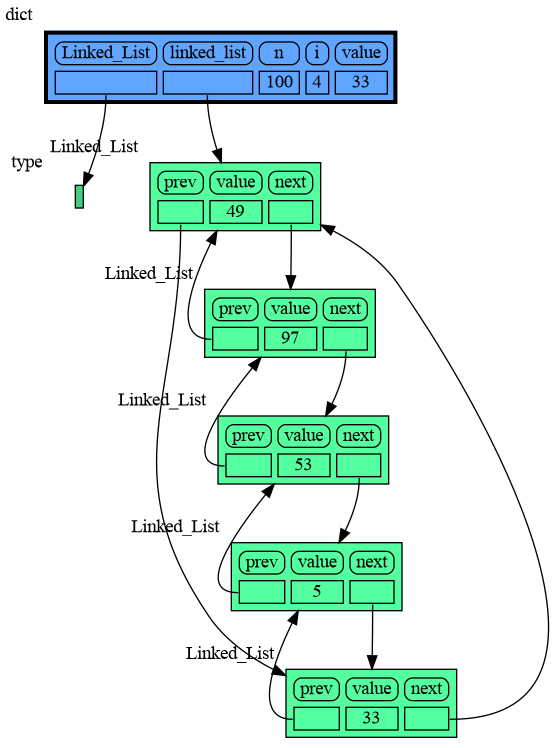 dict
Linked_List linked_list n i value
100 4 33
Linked_List
type
prev value next
49
Linked_List
prev value next
97
Linked_List
prev value next
53
Linked_List
prev value next
5
Linked_List
prev value next
33